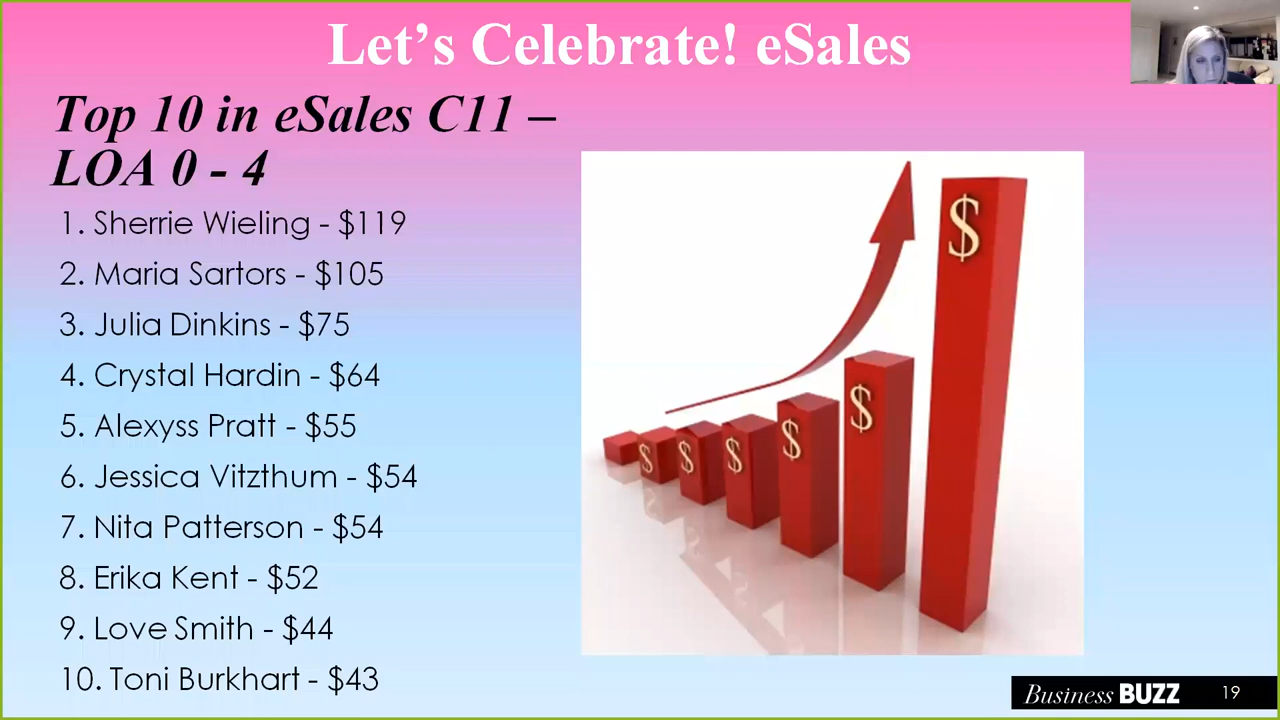 Let's Celebrate! eSales
Top 10 in eSales C11 –
LOA 0 - 4
1. Sherrie Wieling - $119
2. Maria Sartors - $105
3. Julia Dinkins - $75
4. Crystal Hardin - $64
5. Alexyss Pratt - $55
6. Jessica Vitzthum - $54
7. Nita Patterson - $54
8. Erika Kent - $52
9. Love Smith - $44
10. Toni Burkhart - $43
$
$
$
$
$
$
Business BUZZ 19